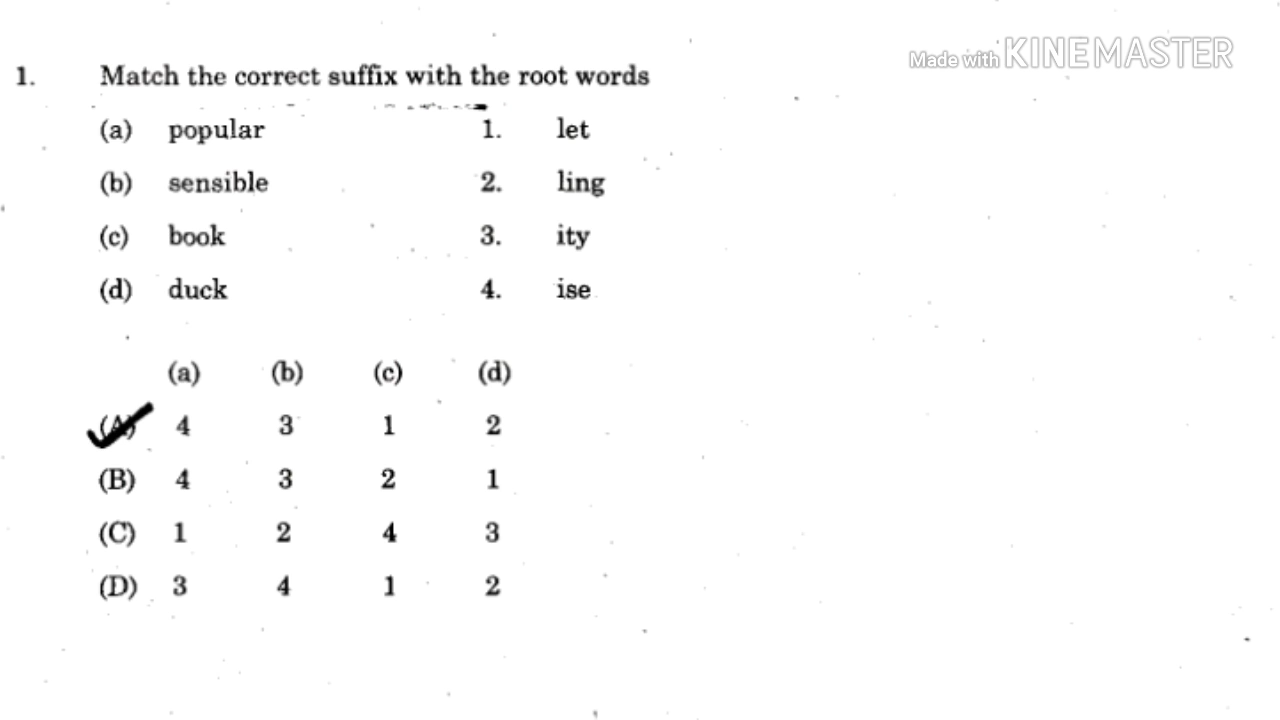 Made with KINEMASTER
1. Match the correct suffix with the root words
(a) popular 1. let
(b) sensible 2. ling
(c) book 3. ity
(d) duck 4. ise
(a) (b) (c) (d)
(A) 4 3 1 2
(B) 4 3 2 1
(C) 1 2 4 3
(D) 3 4 1 2